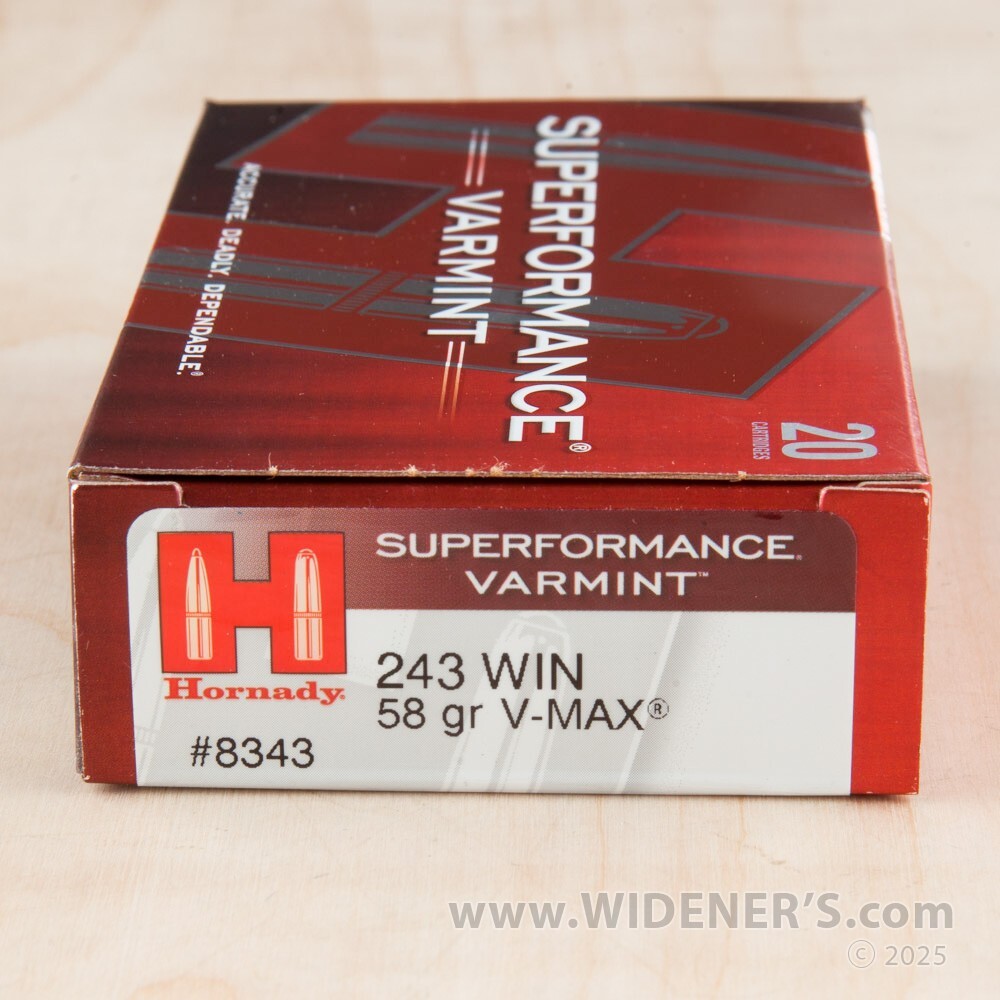 SUPERFORMANCE®
VARMINT
ACCURATE. DEADLY. DEPENDABLE.®
20
CARTRIDGES
SUPERFORMANCE®
VARMINT™
H
Hornady®
243 WIN
58 gr V-MAX®
#8343
www.WIDENER'S.com
© 2025